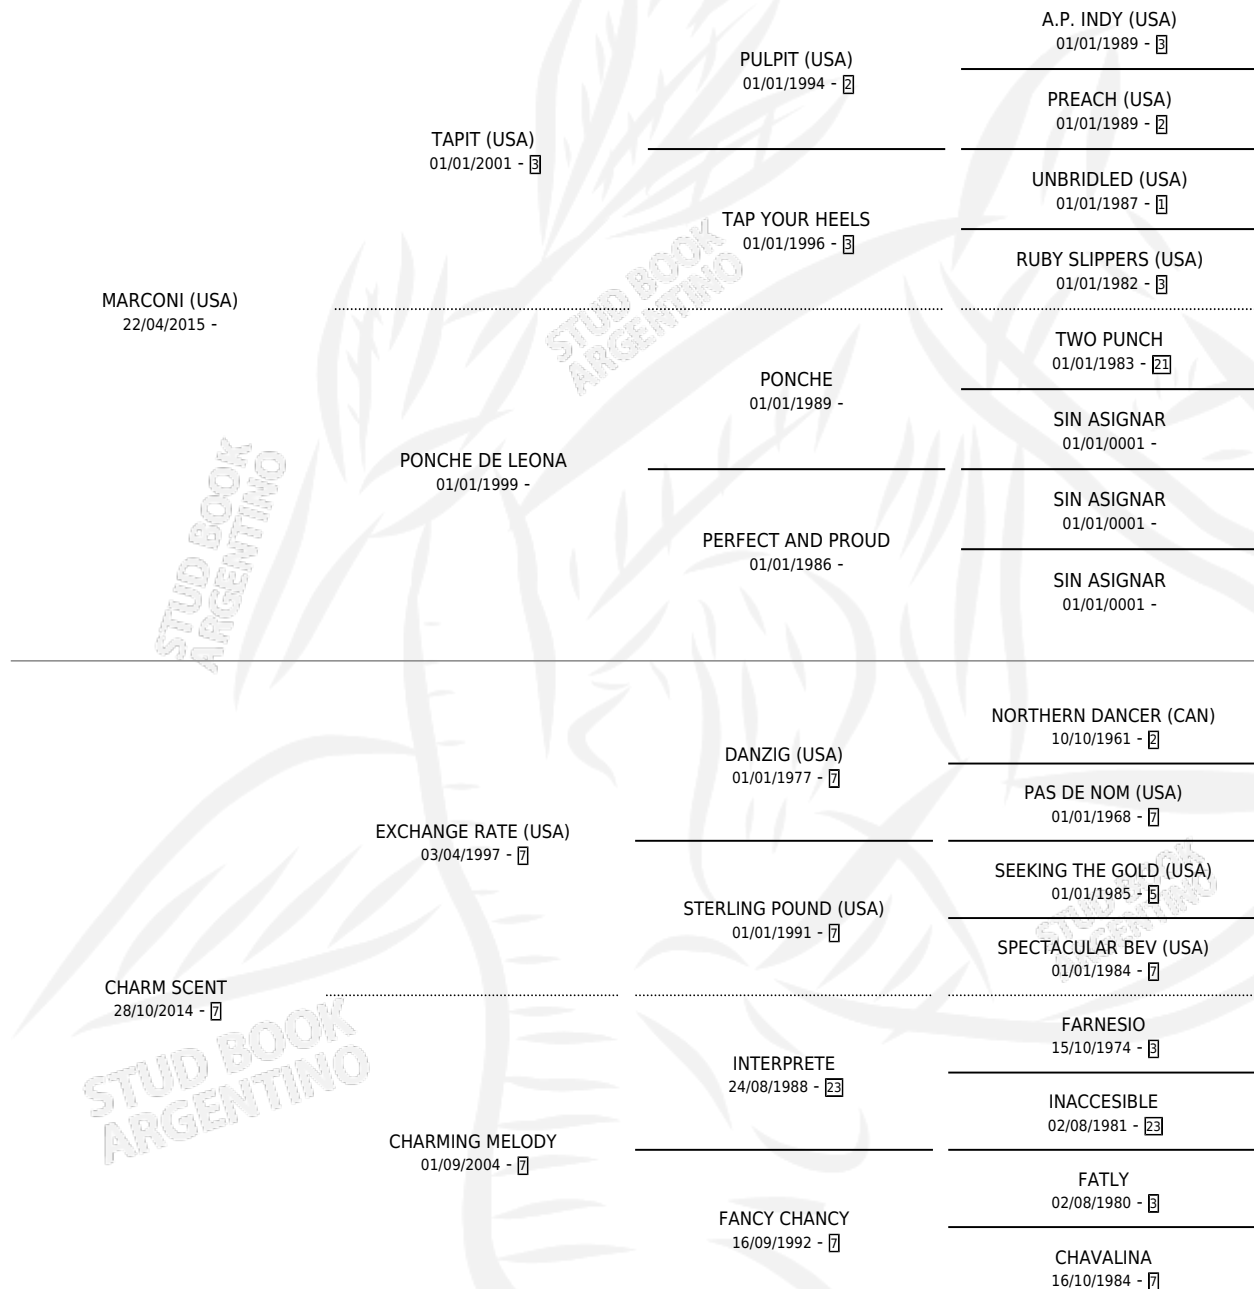 A.P. INDY (USA)
01/01/1989 - 3
PULPIT (USA)
01/01/1994 - 2
PREACH (USA)
01/01/1989 - 2
TAPIT (USA)
01/01/2001 - 3
UNBRIDLED (USA)
01/01/1987 - 1
TAP YOUR HEELS
01/01/1996 - 3
RUBY SLIPPERS (USA)
01/01/1982 - 3
MARCONI (USA)
22/04/2015 -
TWO PUNCH
01/01/1983 - 21
PONCHE
01/01/1989 -
SIN ASIGNAR
01/01/0001 -
PONCHE DE LEONA
01/01/1999 -
SIN ASIGNAR
01/01/0001 -
PERFECT AND PROUD
01/01/1986 -
SIN ASIGNAR
01/01/0001 -
NORTHERN DANCER (CAN)
10/10/1961 - 2
DANZIG (USA)
01/01/1977 - 7
PAS DE NOM (USA)
01/01/1968 - 7
EXCHANGE RATE (USA)
03/04/1997 - 7
SEEKING THE GOLD (USA)
01/01/1985 - 5
STERLING POUND (USA)
01/01/1991 - 7
SPECTACULAR BEV (USA)
01/01/1984 - 7
CHARM SCENT
28/10/2014 - 7
FARNESIO
15/10/1974 - 3
INTERPRETE
24/08/1988 - 23
INACCESIBLE
02/08/1981 - 23
CHARMING MELODY
01/09/2004 - 7
FATLY
02/08/1980 - 3
FANCY CHANCY
16/09/1992 - 7
CHAVALINA
16/10/1984 - 7
STUD BOOK
ARGENTINO
STUD BOOK
ARGENTINO
STUD BOOK
ARGENTINO
STUD BOOK
ARGENTINO